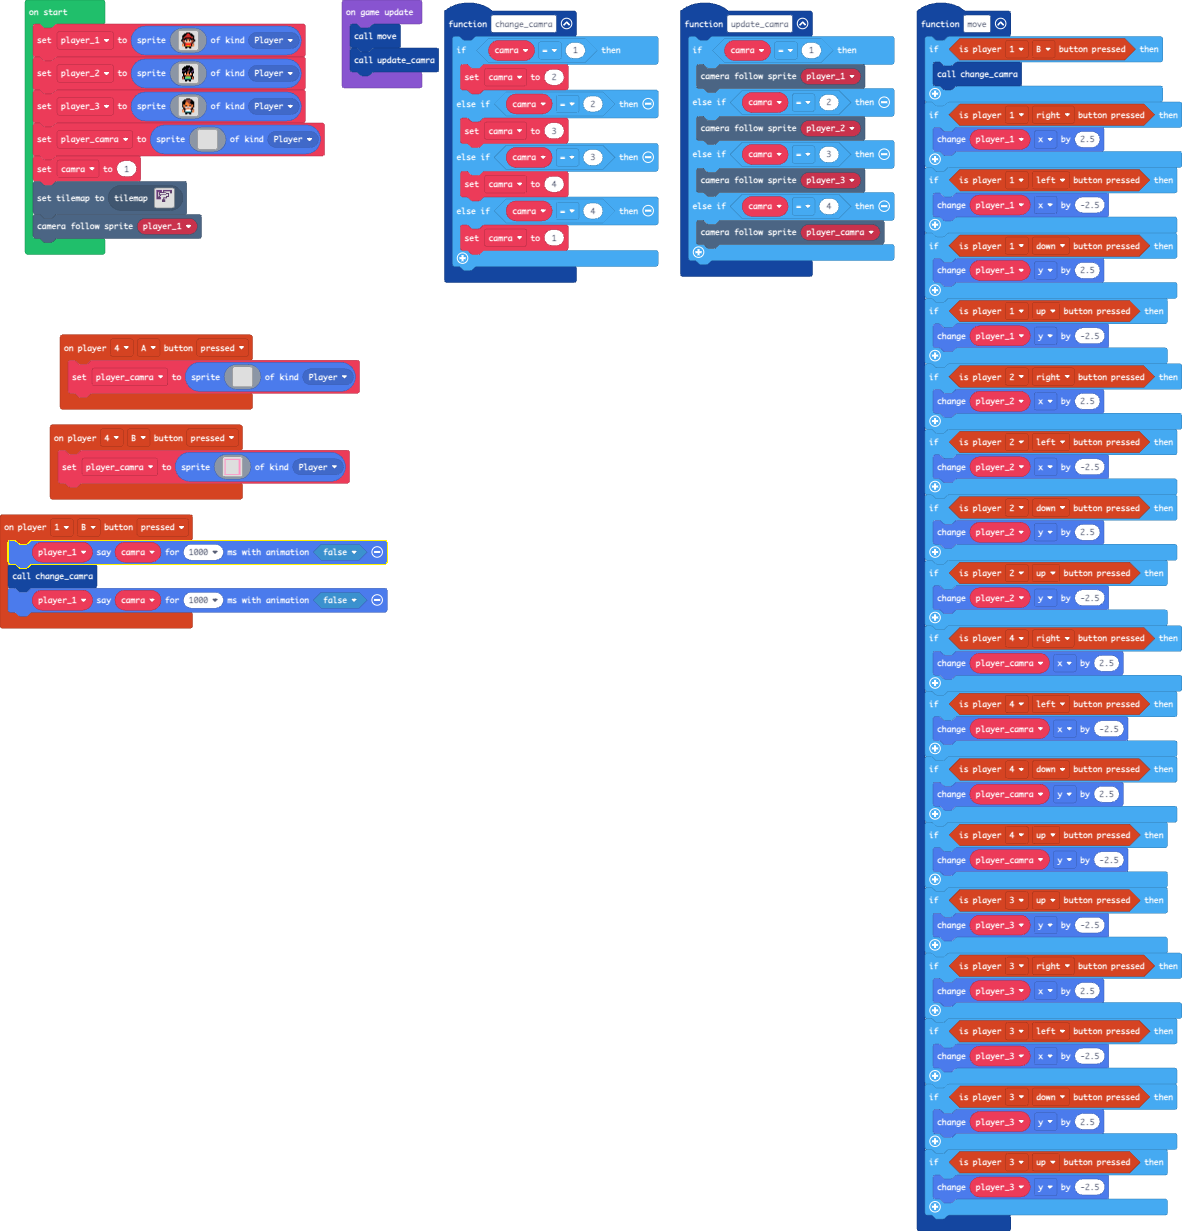 on start
set player_1 to sprite of kind Player
set player_2 to sprite of kind Player
set player_3 to sprite of kind Player
set player_camra to sprite of kind Player
set camra to 1
set tilemap to tilemap
camera follow sprite player_1
on game update
call move
call update_camra
function change_camra
if camra = 1 then
set camra to 2
else if camra = 2 then
set camra to 3
else if camra = 3 then
set camra to 4
else if camra = 4 then
set camra to 1
function update_camra
if camra = 1 then
camera follow sprite player_1
else if camra = 2 then
camera follow sprite player_2
else if camra = 3 then
camera follow sprite player_3
else if camra = 4 then
camera follow sprite player_camra
on player 4 A button pressed
set player_camra to sprite of kind Player
on player 4 B button pressed
set player_camra to sprite of kind Player
on player 1 B button pressed
player_1 say camra for 1000 ms with animation false
call change_camra
player_1 say camra for 1000 ms with animation false
function move
if is player 1 B button pressed then
call change_camra
if is player 1 right button pressed then
change player_1 x by 2.5
if is player 1 left button pressed then
change player_1 x by -2.5
if is player 1 down button pressed then
change player_1 y by 2.5
if is player 1 up button pressed then
change player_1 y by -2.5
if is player 2 right button pressed then
change player_2 x by 2.5
if is player 2 left button pressed then
change player_2 x by -2.5
if is player 2 down button pressed then
change player_2 y by 2.5
if is player 2 up button pressed then
change player_2 y by -2.5
if is player 4 right button pressed then
change player_camra x by 2.5
if is player 4 left button pressed then
change player_camra x by -2.5
if is player 4 down button pressed then
change player_camra y by 2.5
if is player 4 up button pressed then
change player_camra y by -2.5
if is player 3 up button pressed then
change player_3 y by -2.5
if is player 3 right button pressed then
change player_3 x by 2.5
if is player 3 left button pressed then
change player_3 x by -2.5
if is player 3 down button pressed then
change player_3 y by 2.5
if is player 3 up button pressed then
change player_3 y by -2.5